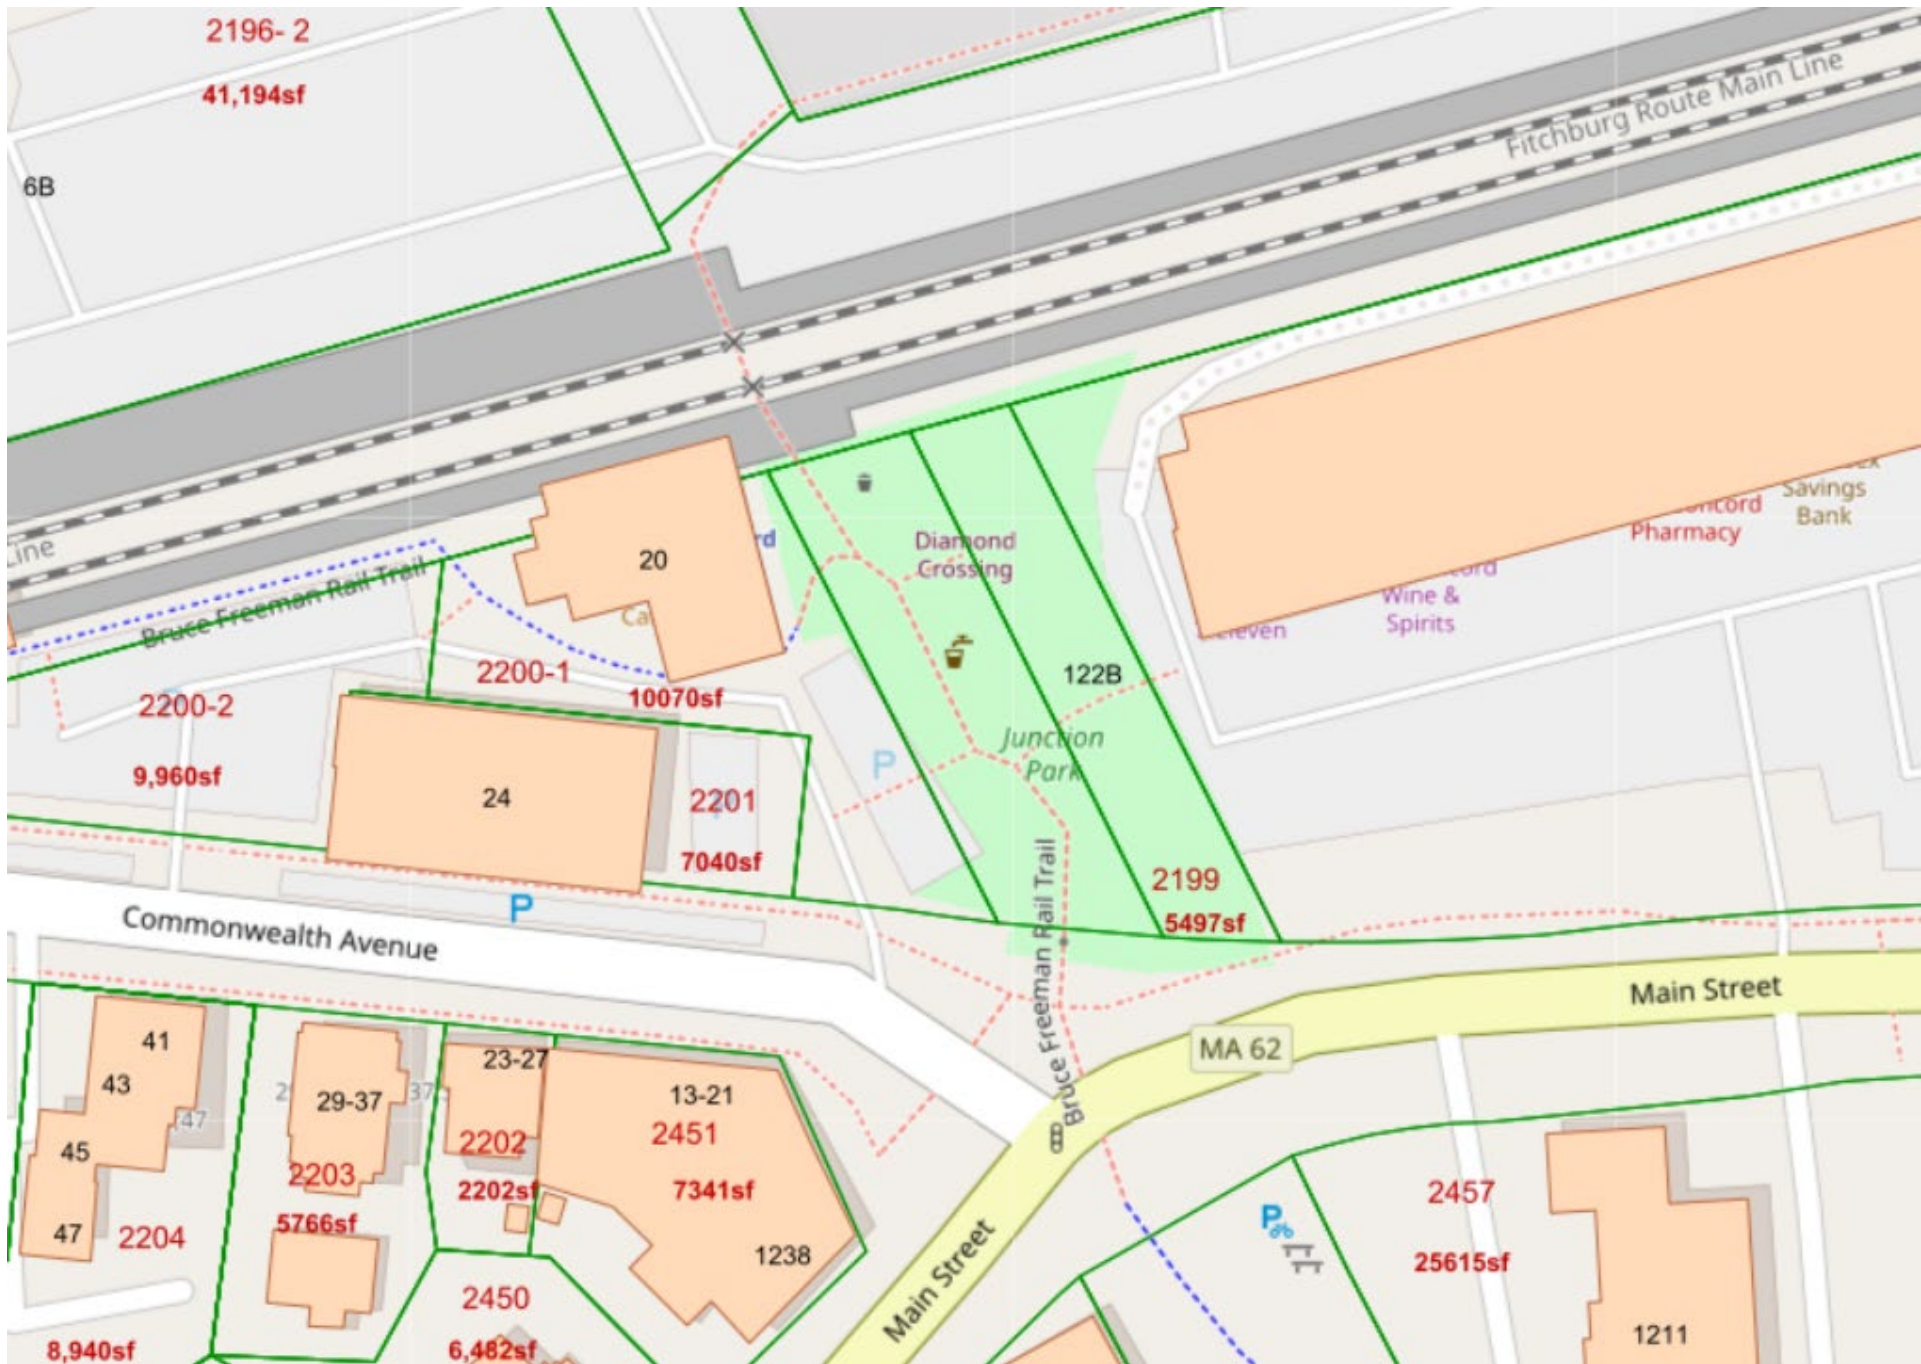 2196- 2
41,194sf
6B
Fitchburg Route Main Line
Line
Bruce Freeman Rail Trail
20
rd
Ca
Diamond
Crossing
Savings
Bank
Pharmacy
Wine &
Spirits
122B
2200-1
10070sf
2200-2
9,960sf
24
2201
7040sf
P
Junction
Park
2199
5497sf
P
Commonwealth Avenue
Bruce Freeman Rail Trail
Main Street
MA 62
41
43
45
47
2204
8,940sf
29-37
2203
5766sf
23-27
2202
2202sf
13-21
2451
7341sf
1238
2450
6,482sf
Main Street
P
2457
25615sf
1211